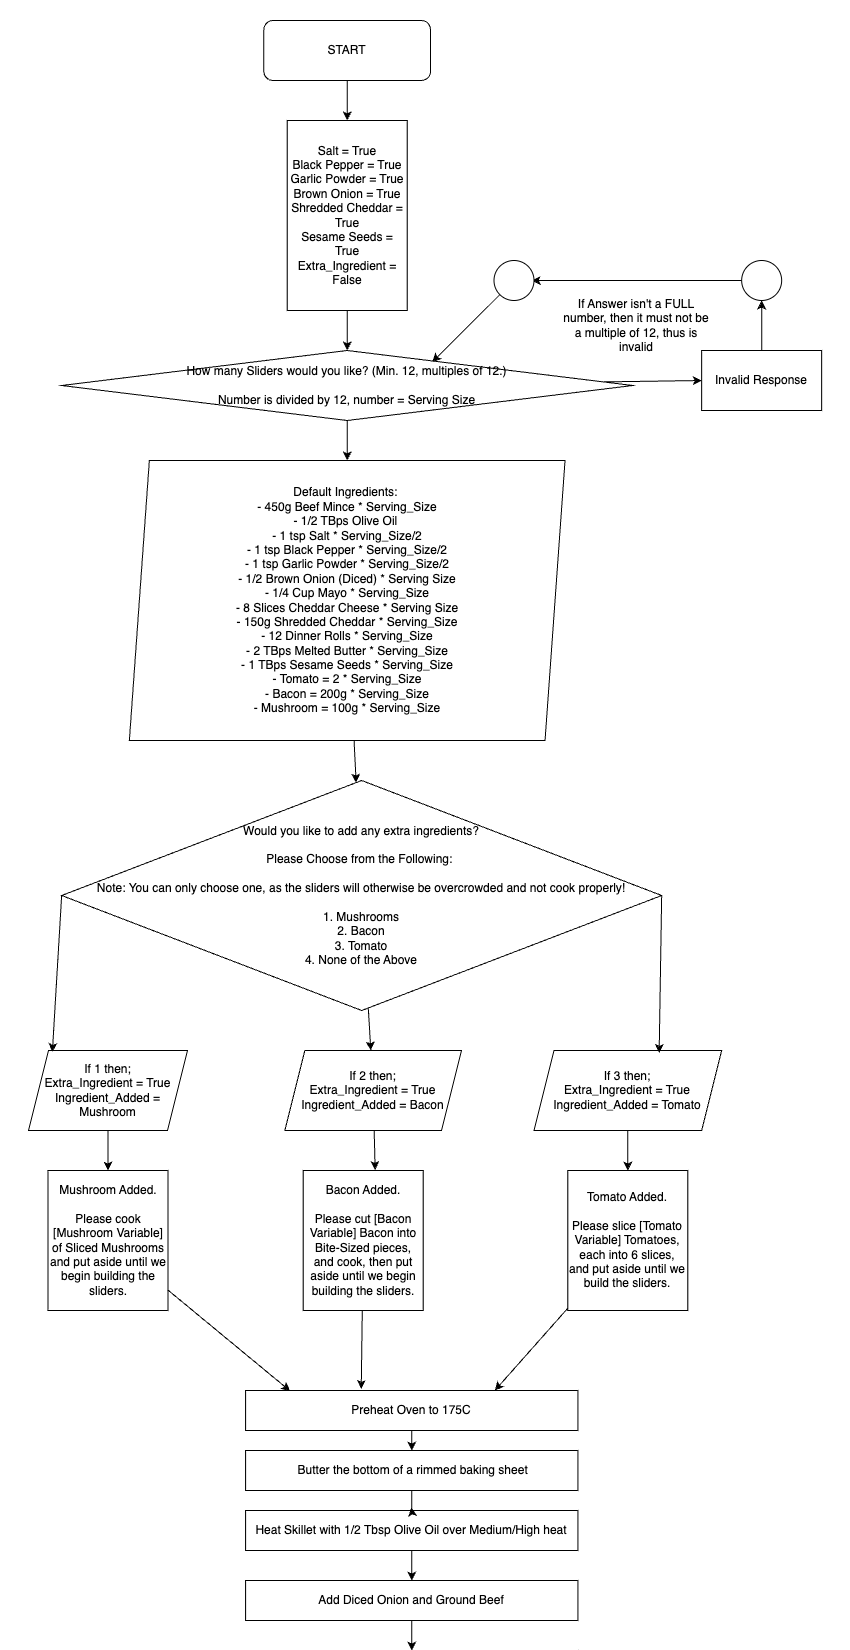 START
Salt = True
Black Pepper = True
Garlic Powder = True
Brown Onion = True
Shredded Cheddar =
True
Sesame Seeds =
True
Extra_Ingredient =
False
If Answer isn't a FULL
number, then it must not be
a multiple of 12, thus is
invalid
How many Sliders would you like? (Min. 12, multiples of 12.)
Number is divided by 12, number = Serving Size
Invalid Response
Default Ingredients:
- 450g Beef Mince * Serving_Size
- 1/2 TBps Olive Oil
- 1 tsp Salt * Serving_Size/2
- 1 tsp Black Pepper * Serving_Size/2
- 1 tsp Garlic Powder * Serving_Size/2
- 1/2 Brown Onion (Diced) * Serving Size
- 1/4 Cup Mayo * Serving_Size
- 8 Slices Cheddar Cheese * Serving Size
- 150g Shredded Cheddar * Serving_Size
- 12 Dinner Rolls * Serving_Size
- 2 TBps Melted Butter * Serving_Size
- 1 TBps Sesame Seeds * Serving_Size
- Tomato = 2 * Serving_Size
- Bacon = 200g * Serving_Size
- Mushroom = 100g * Serving_Size
Would you like to add any extra ingredients?
Please Choose from the Following:
Note: You can only choose one, as the sliders will otherwise be overcrowded and not cook properly!
1. Mushrooms
2. Bacon
3. Tomato
4. None of the Above
If 1 then;
Extra_Ingredient = True
Ingredient_Added =
Mushroom
If 2 then;
Extra_Ingredient = True
Ingredient_Added = Bacon
If 3 then;
Extra_Ingredient = True
Ingredient_Added = Tomato
Mushroom Added.
Please cook
[Mushroom Variable]
of Sliced Mushrooms
and put aside until we
begin building the
sliders.
Bacon Added.
Please cut [Bacon
Variable] Bacon into
Bite-Sized pieces,
and cook, then put
aside until we begin
building the sliders.
Tomato Added.
Please slice [Tomato
Variable] Tomatoes,
each into 6 slices,
and put aside until we
build the sliders.
Preheat Oven to 175C
Butter the bottom of a rimmed baking sheet
Heat Skillet with 1/2 Tbsp Olive Oil over Medium/High heat
Add Diced Onion and Ground Beef